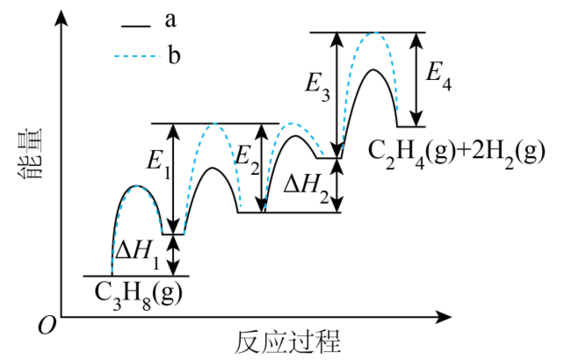 a
b
能量
E₃
E₄
E₁
E₂
C₂H₄(g)+2H₂(g)
ΔH₂
ΔH₁
C₃H₈(g)
O
反应过程